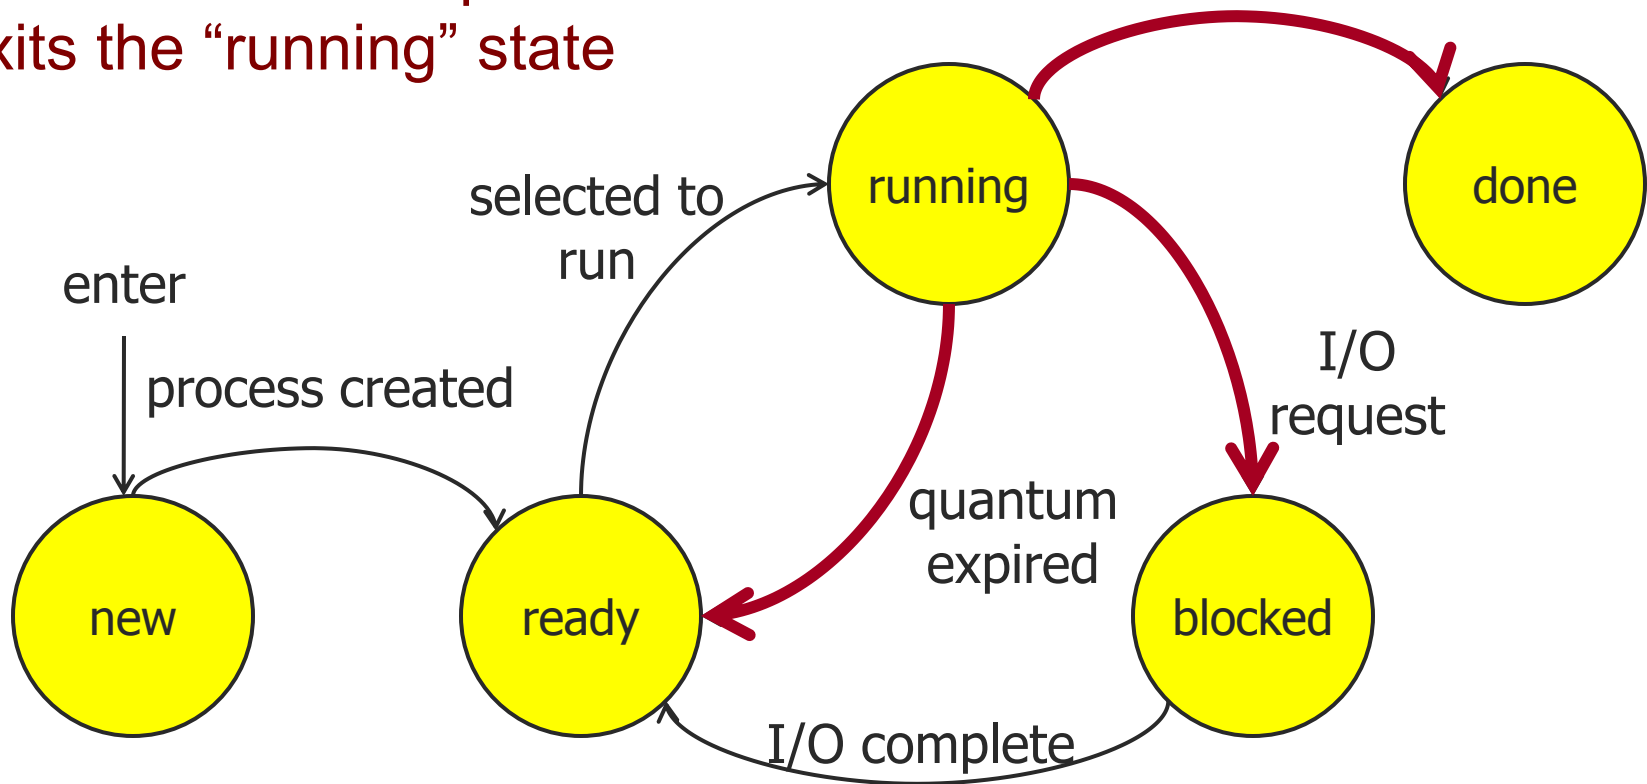 xits the “running” state
running
done
selected to
run
enter
I/O
request
process created
quantum
expired
new
ready
blocked
I/O complete